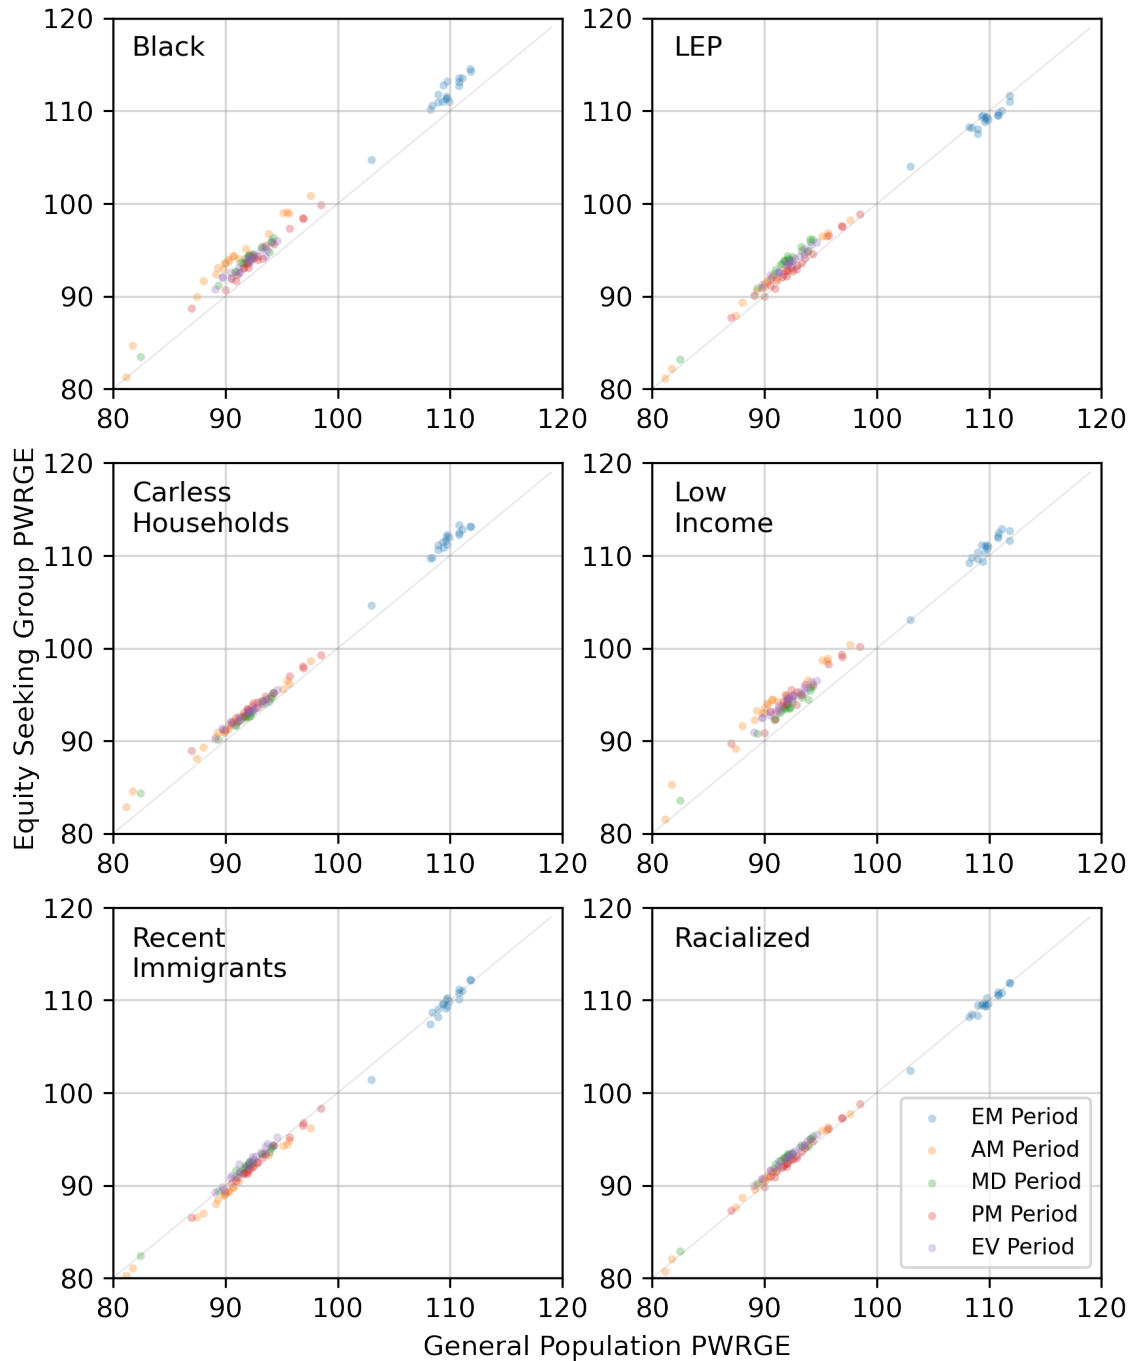 120
110
100
90
80
Black
80 90 100 110 120
120
110
100
90
80
LEP
80 90 100 110 120
Equity Seeking Group PWRGE
120
110
100
90
80
Carless
Households
80 90 100 110 120
120
110
100
90
80
Low
Income
80 90 100 110 120
120
110
100
90
80
Recent
Immigrants
80 90 100 110 120
120
110
100
90
80
Racialized
EM Period
AM Period
MD Period
PM Period
EV Period
80 90 100 110 120
General Population PWRGE